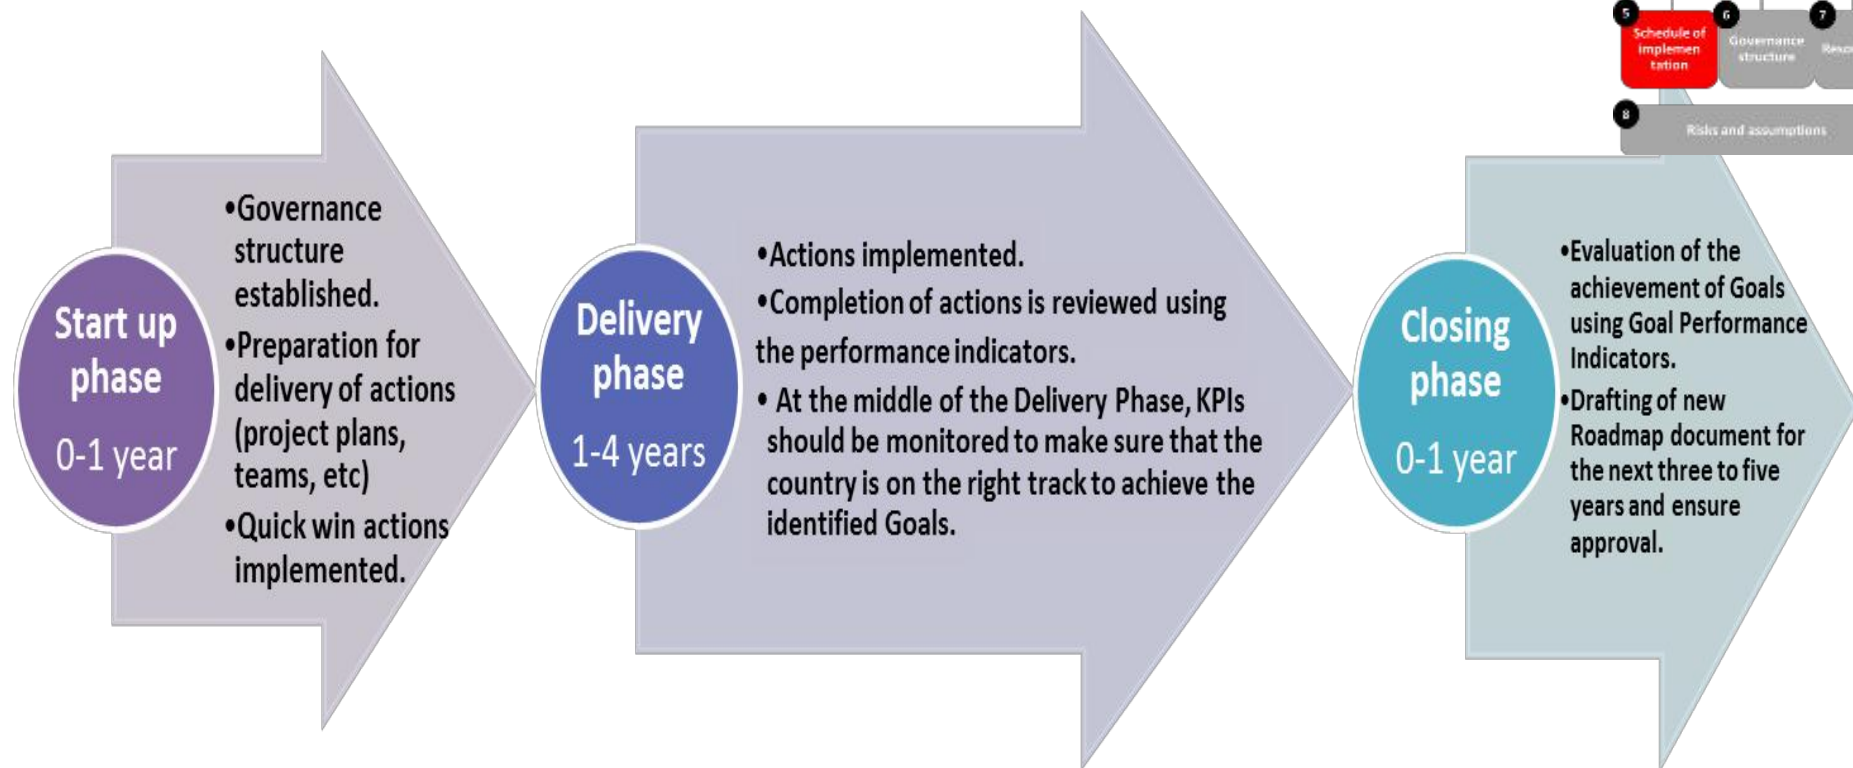 5
Schedule of
implemen
tation
6
Governance
structure
7
8
Risks and assumptions
Start up
phase
0-1 year
•Governance
structure
established.
•Preparation for
delivery of actions
(project plans,
teams, etc)
•Quick win actions
implemented.
Delivery
phase
1-4 years
•Actions implemented.
•Completion of actions is reviewed using
the performance indicators.
• At the middle of the Delivery Phase, KPIs
should be monitored to make sure that the
country is on the right track to achieve the
identified Goals.
Closing
phase
0-1 year
•Evaluation of the
achievement of Goals
using Goal Performance
Indicators.
•Drafting of new
Roadmap document for
the next three to five
years and ensure
approval.